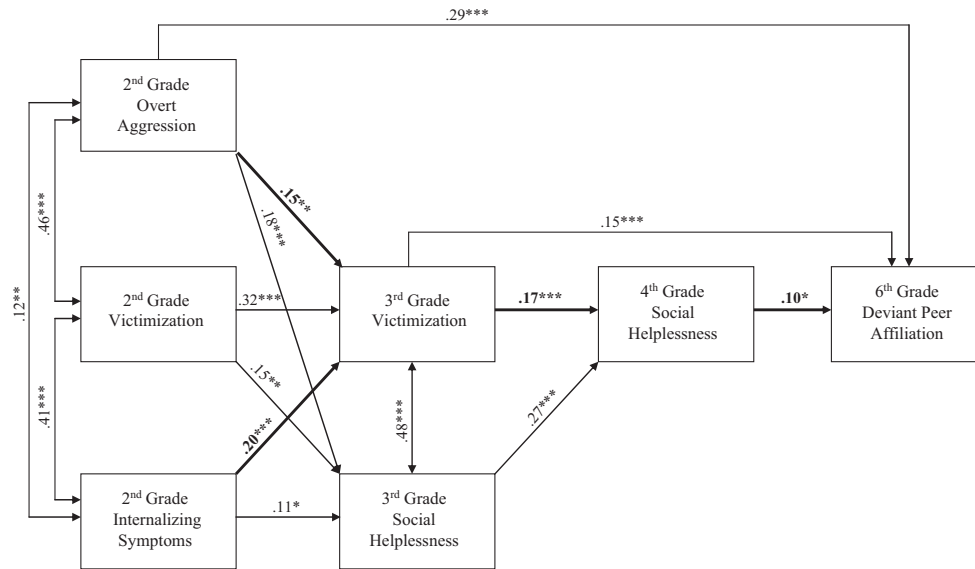 .29***
2nd Grade
Overt
Aggression
.15**
.18***
.46***
.15***
.12**
2nd Grade
Victimization
.32***
3rd Grade
Victimization
.17***
4th Grade
Social
Helplessness
.10*
6th Grade
Deviant Peer
Affiliation
.15**
.41***
.20***
.48***
.27***
2nd Grade
Internalizing
Symptoms
.11*
3rd Grade
Social
Helplessness